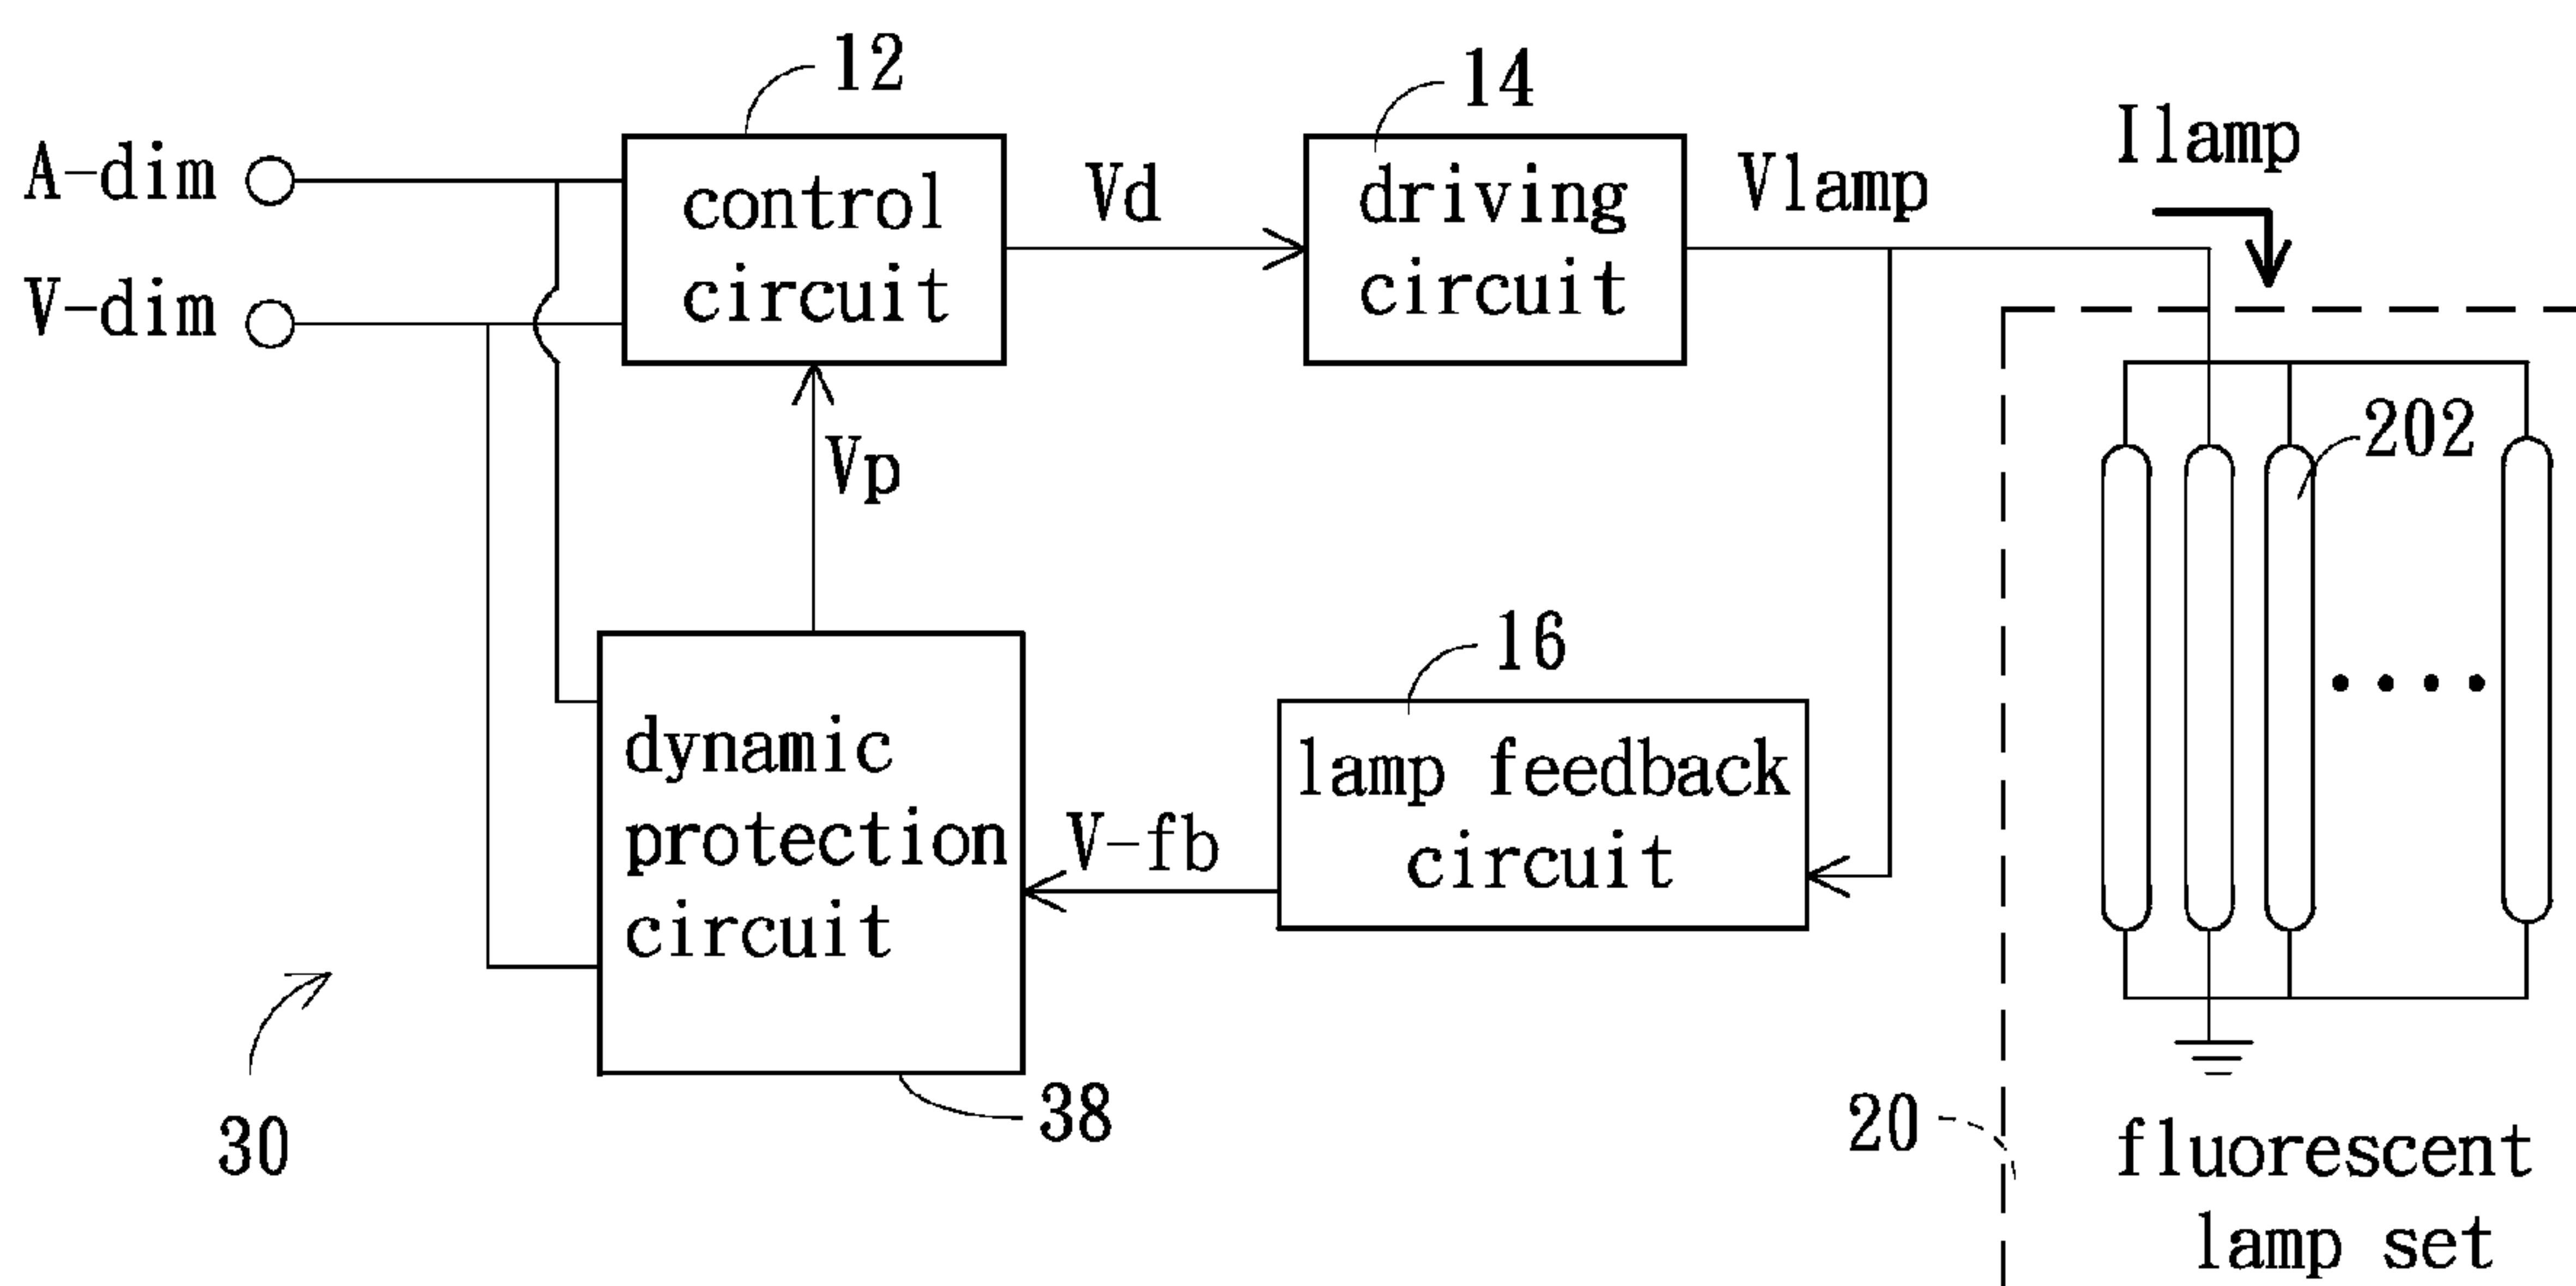 12
14
Ilamp
A-dim
control
circuit
Vd
driving
circuit
Vlamp
V-dim
Vp
202
16
dynamic
protection
circuit
V-fb
lamp feedback
circuit
30
38
20
fluorescent
lamp set